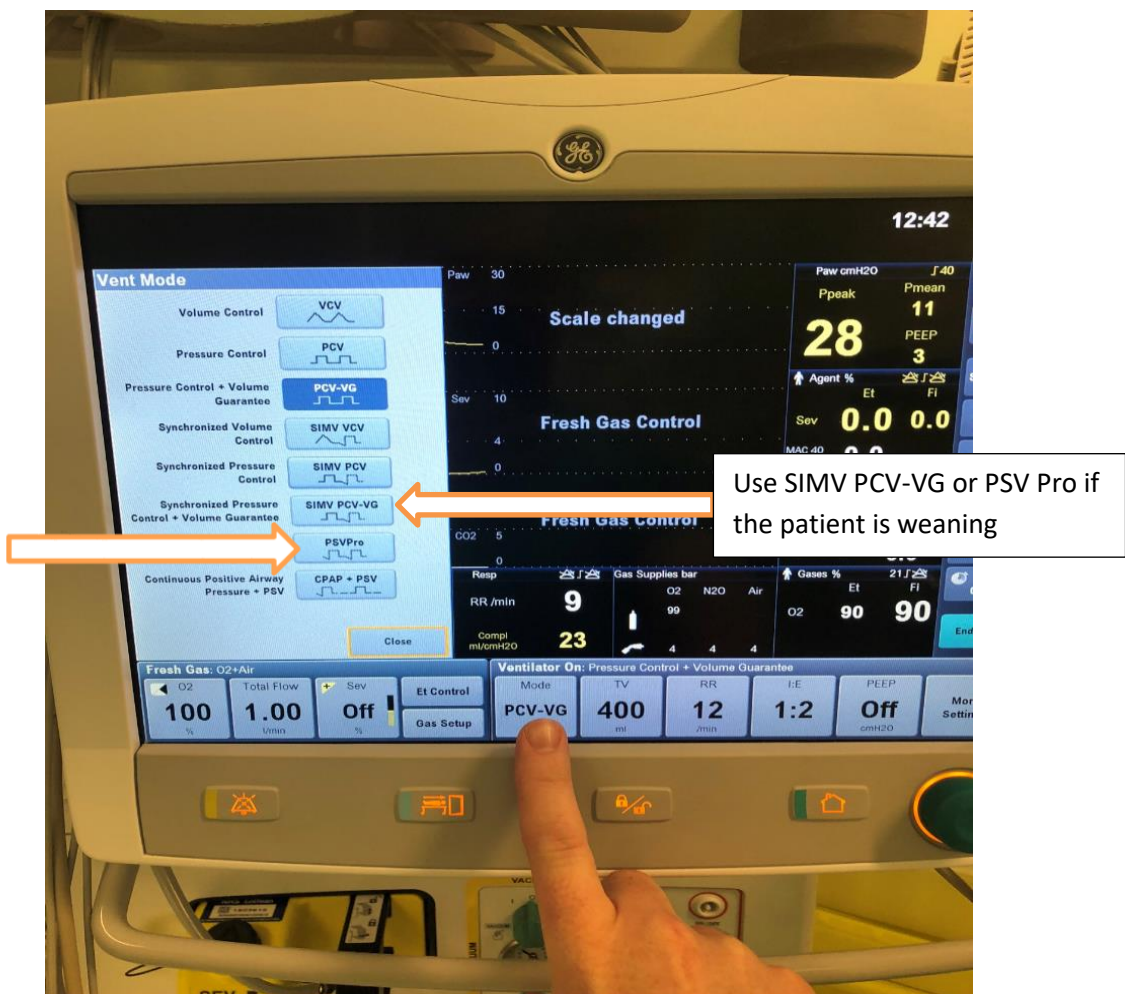 12:42
Vent Mode
Volume Control
VCV
Pressure Control
PCV
Pressure Control + Volume
Guarantee
PCV-VG
Synchronized Volume
Control
SIMV VCV
Synchronized Pressure
Control
SIMV PCV
Synchronized Pressure
Control + Volume Guarantee
SIMV PCV-VG
PSVPro
Continuous Positive Airway
Pressure + PSV
CPAP + PSV
Close
Paw
30
15
0
Scale changed
Sev
10
4
0
Fresh Gas Control
CO2
5
0
Fresh Gas Control
Paw cmH2O
40
Ppeak
Pmean
28
11
PEEP
3
Agent %
Et
Fi
Sev
0.0
0.0
MAC 40
Use SIMV PCV-VG or PSV Pro if
the patient is weaning
Resp
RR /min
9
Compl
ml/cmH2O
23
Gas Supplies bar
O2 N2O Air
99
4 4 4
Gases %
21
Et
FI
O2
90
90
End
Fresh Gas: O2+Air
O2
100
%
Total Flow
1.00
l/min
Sev
Off
%
Et Control
Gas Setup
Ventilator On: Pressure Control + Volume Guarantee
Mode
PCV-VG
TV
400
ml
RR
12
/min
I:E
1:2
PEEP
Off
cmH2O